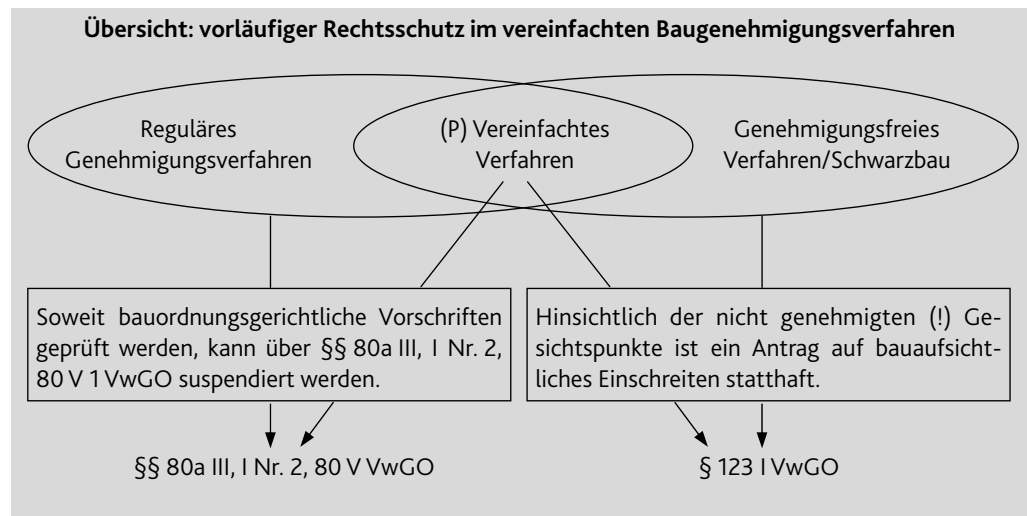 Übersicht: vorläufiger Rechtsschutz im vereinfachten Baugenehmigungsverfahren
Reguläres
Genehmigungsverfahren
(P) Vereinfachtes
Verfahren
Genehmigungsfreies
Verfahren/Schwarzbau
Soweit bauordnungsgerichtliche Vorschriften
geprüft werden, kann über §§ 80a III, I Nr. 2,
80 V 1 VwGO suspendiert werden.
Hinsichtlich der nicht genehmigten (!) Ge-
sichtspunkte ist ein Antrag auf bauaufsicht-
liches Einschreiten statthaft.
§§ 80a III, I Nr. 2, 80 V VwGO
§ 123 I VwGO